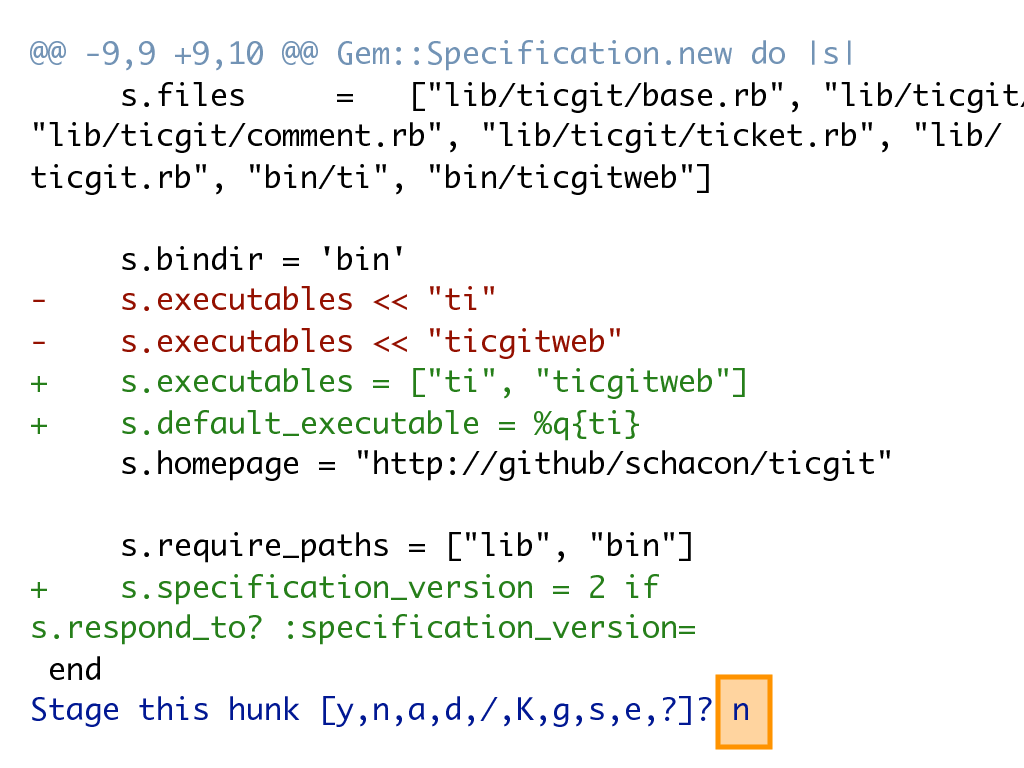 @@ -9,9 +9,10 @@ Gem::Specification.new do |s|
     s.files     =   ["lib/ticgit/base.rb", "lib/ticgit/
"lib/ticgit/comment.rb", "lib/ticgit/ticket.rb", "lib/
ticgit.rb", "bin/ti", "bin/ticgitweb"]
     s.bindir = 'bin'
-    s.executables << "ti"
-    s.executables << "ticgitweb"
+    s.executables = ["ti", "ticgitweb"]
+    s.default_executable = %q{ti}
     s.homepage = "http://github/schacon/ticgit"
     s.require_paths = ["lib", "bin"]
+    s.specification_version = 2 if
s.respond_to? :specification_version=
 end
Stage this hunk [y,n,a,d,/,K,g,s,e,?]? n